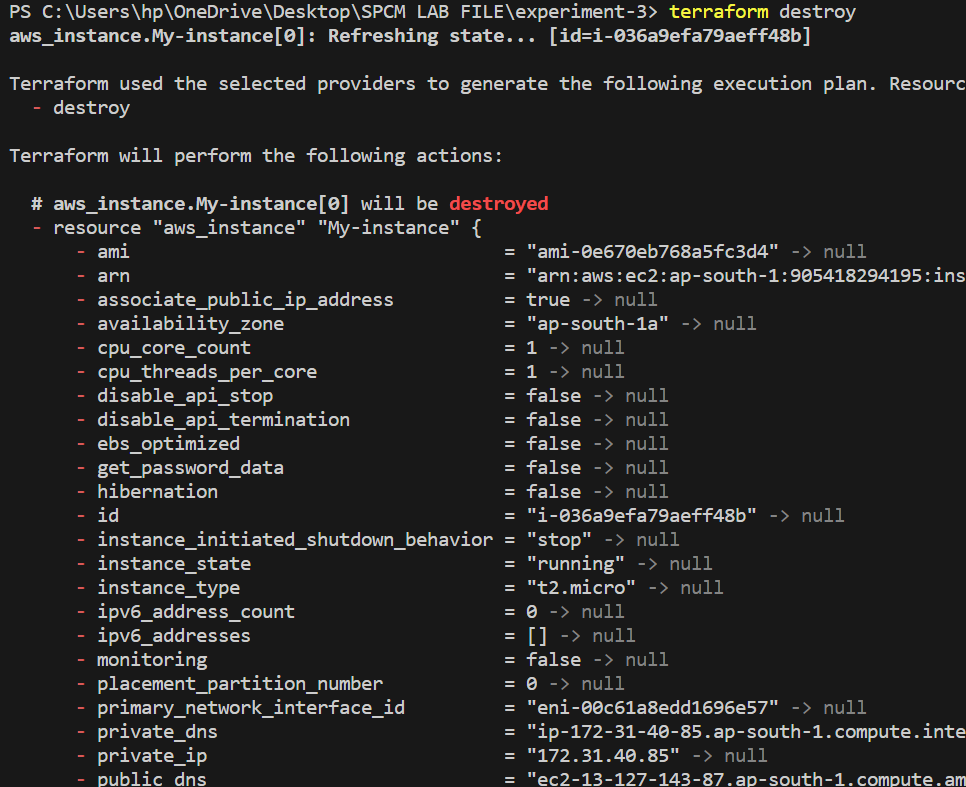 PS C:\Users\hp\OneDrive\Desktop\SPCM LAB FILE\experiment-3> terraform destroy
aws_instance.My-instance[0]: Refreshing state... [id=i-036a9efa79aeff48b]
Terraform used the selected providers to generate the following execution plan. Resourc
- destroy
Terraform will perform the following actions:
# aws_instance.My-instance[0] will be destroyed
- resource "aws_instance" "My-instance" {
- ami = "ami-0e670eb768a5fc3d4" -> null
- arn = "arn:aws:ec2:ap-south-1:905418294195:ins
- associate_public_ip_address = true -> null
- availability_zone = "ap-south-1a" -> null
- cpu_core_count = 1 -> null
- cpu_threads_per_core = 1 -> null
- disable_api_stop = false -> null
- disable_api_termination = false -> null
- ebs_optimized = false -> null
- get_password_data = false -> null
- hibernation = false -> null
- id = "i-036a9efa79aeff48b" -> null
- instance_initiated_shutdown_behavior = "stop" -> null
- instance_state = "running" -> null
- instance_type = "t2.micro" -> null
- ipv6_address_count = 0 -> null
- ipv6_addresses = [] -> null
- monitoring = false -> null
- placement_partition_number = 0 -> null
- primary_network_interface_id = "eni-00c61a8edd1696e57" -> null
- private_dns = "ip-172-31-40-85.ap-south-1.compute.inte
- private_ip = "172.31.40.85" -> null
- public_dns = "ec2-13-127-143-87.ap-south-1.compute.am